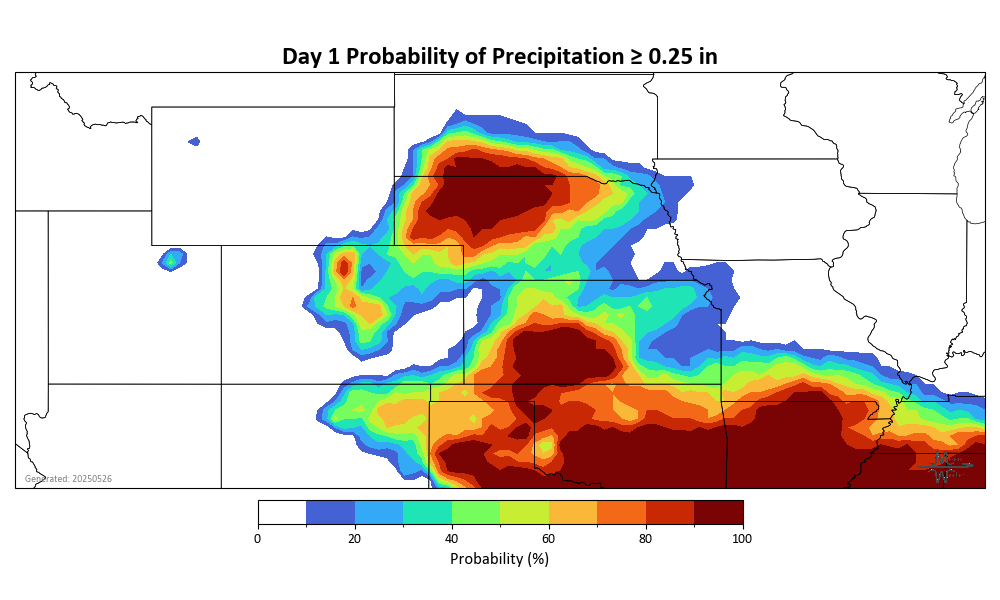 Day 1 Probability of Precipitation ≥ 0.25 in
Generated: 20250526
0 20 40 60 80 100
Probability (%)